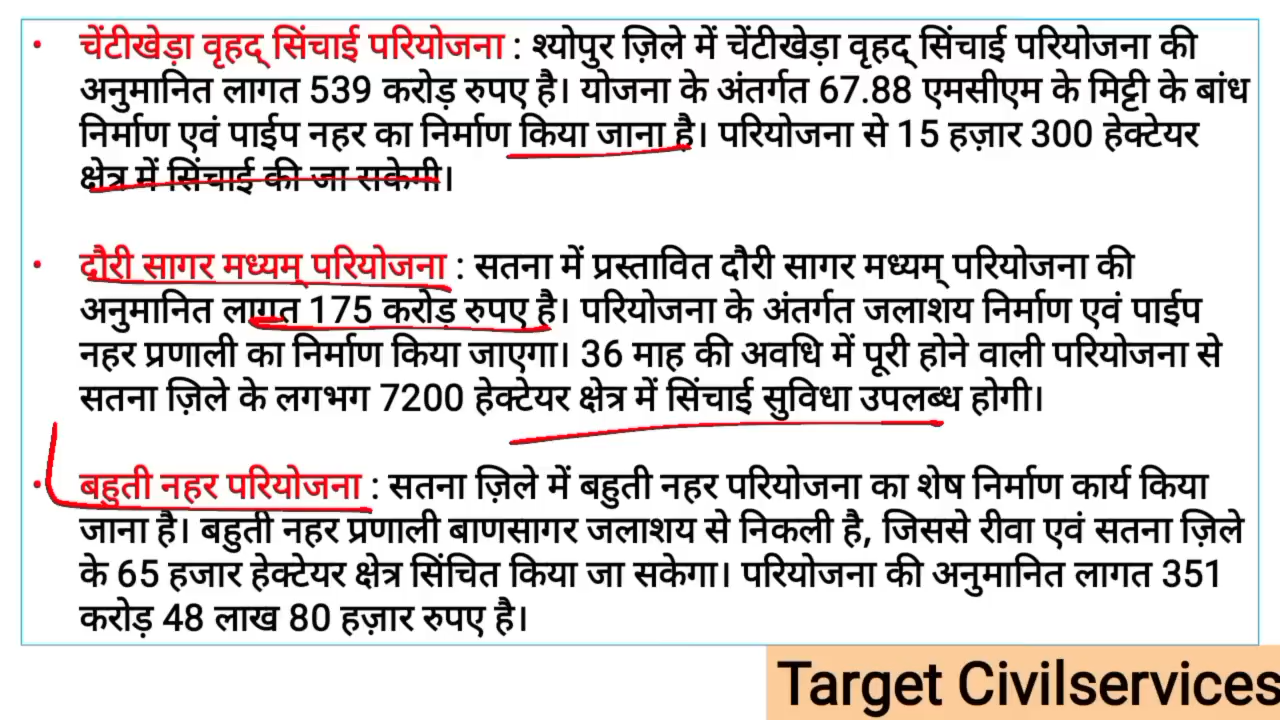 • चेंटीखेड़ा वृहद् सिंचाई परियोजना : श्योपुर ज़िले में चेंटीखेड़ा वृहद् सिंचाई परियोजना की
अनुमानित लागत 539 करोड़ रुपए है। योजना के अंतर्गत 67.88 एमसीएम के मिट्टी के बांध
निर्माण एवं पाईप नहर का निर्माण किया जाना है। परियोजना से 15 हज़ार 300 हेक्टेयर
क्षेत्र में सिंचाई की जा सकेगी।
• दौरी सागर मध्यम् परियोजना : सतना में प्रस्तावित दौरी सागर मध्यम् परियोजना की
अनुमानित लागत 175 करोड़ रुपए है। परियोजना के अंतर्गत जलाशय निर्माण एवं पाईप
नहर प्रणाली का निर्माण किया जाएगा। 36 माह की अवधि में पूरी होने वाली परियोजना से
सतना ज़िले के लगभग 7200 हेक्टेयर क्षेत्र में सिंचाई सुविधा उपलब्ध होगी।
• बहुती नहर परियोजना : सतना ज़िले में बहुती नहर परियोजना का शेष निर्माण कार्य किया
जाना है। बहुती नहर प्रणाली बाणसागर जलाशय से निकली है, जिससे रीवा एवं सतना ज़िले
के 65 हजार हेक्टेयर क्षेत्र सिंचित किया जा सकेगा। परियोजना की अनुमानित लागत 351
करोड़ 48 लाख 80 हज़ार रुपए है।
Target Civilservices